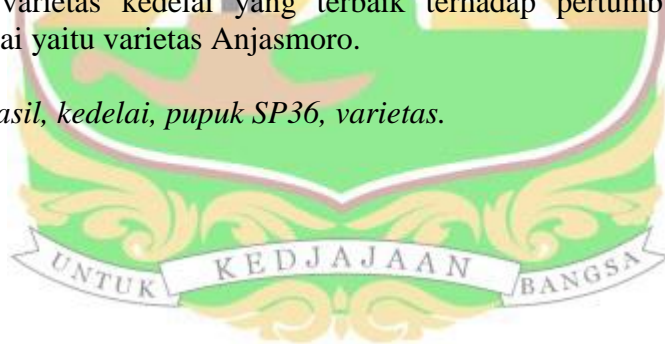 varietas kedelai yang terbaik terhadap pertumb
ai yaitu varietas Anjasmoro.
asil, kedelai, pupuk SP36, varietas.
UNTUK KEDJAJAAN BANGSA